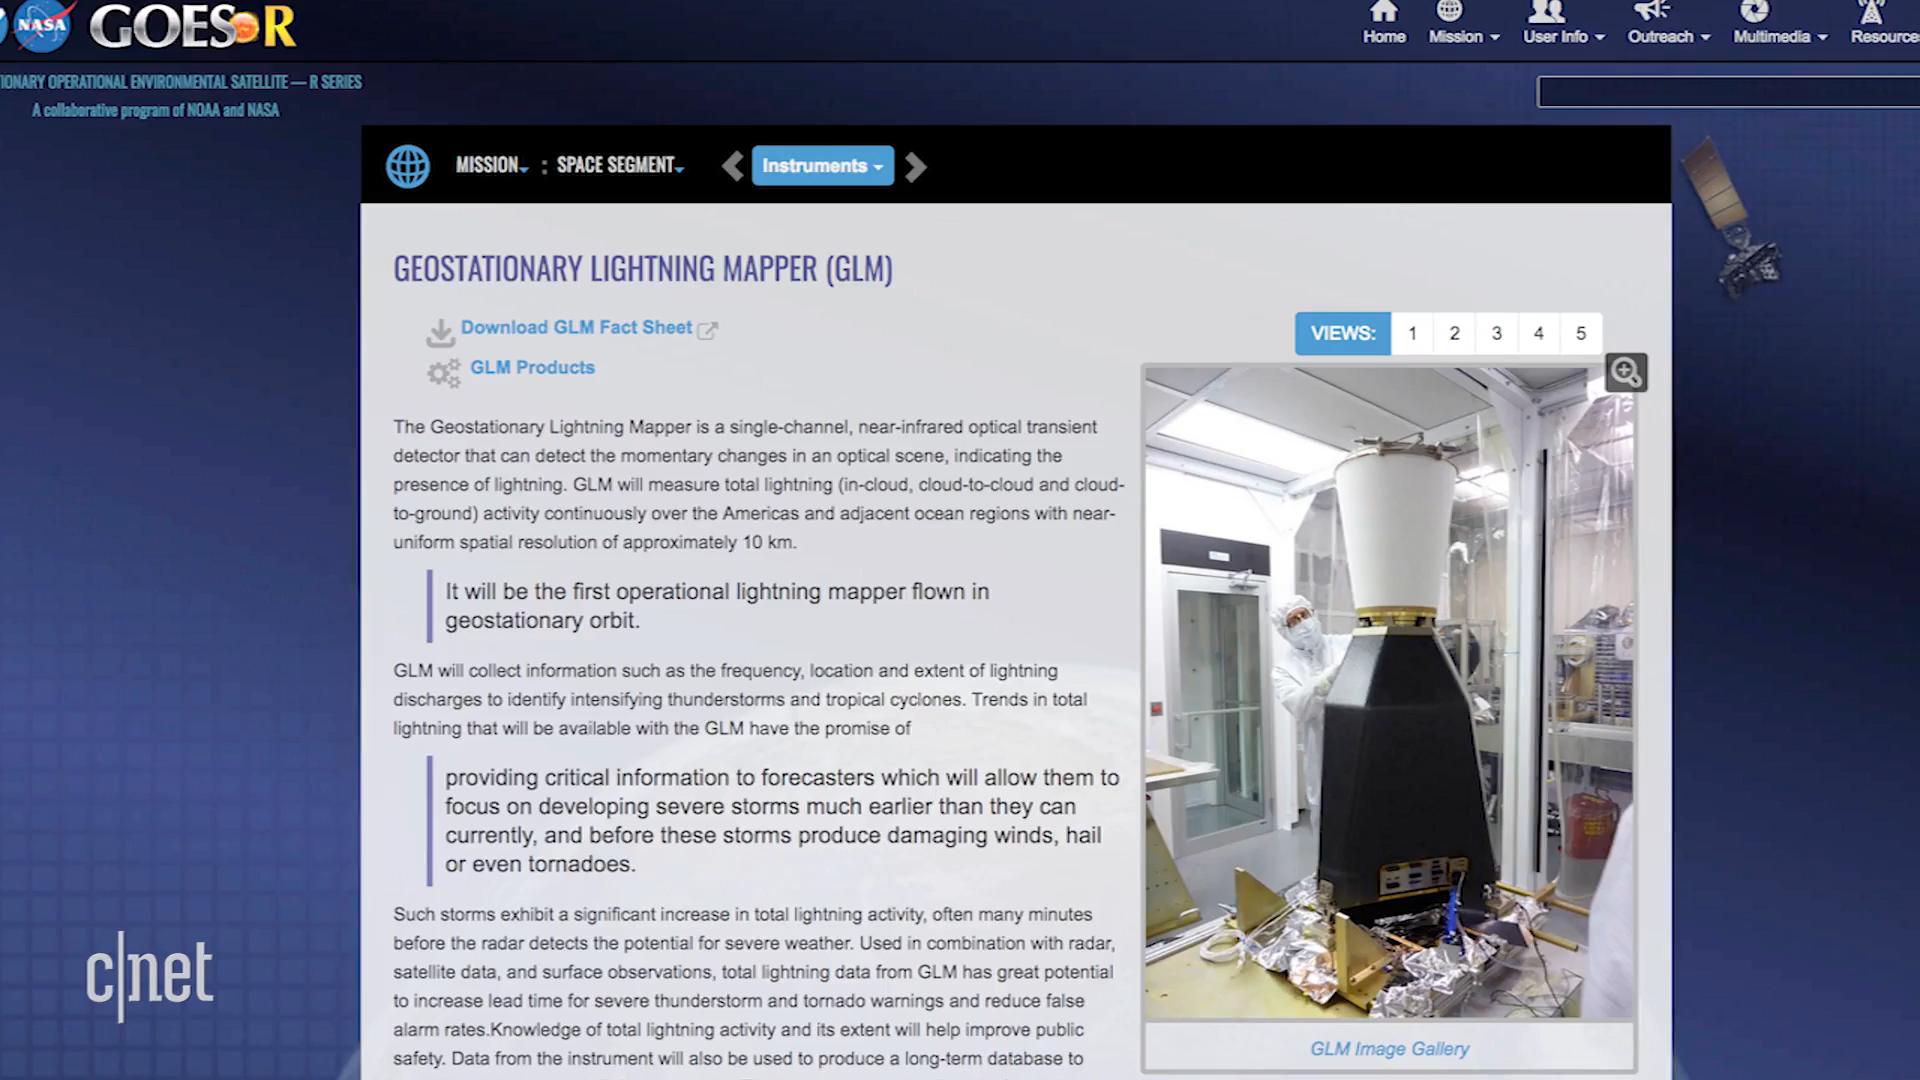 NASA GOES R
Home Mission User Info Outreach Multimedia Resources
IONARY OPERATIONAL ENVIRONMENTAL SATELLITE — R SERIES
A collaborative program of NOAA and NASA
MISSION : SPACE SEGMENT Instruments
GEOSTATIONARY LIGHTNING MAPPER (GLM)
Download GLM Fact Sheet
GLM Products
VIEWS: 1 2 3 4 5
The Geostationary Lightning Mapper is a single-channel, near-infrared optical transient
detector that can detect the momentary changes in an optical scene, indicating the
presence of lightning. GLM will measure total lightning (in-cloud, cloud-to-cloud and cloud-
to-ground) activity continuously over the Americas and adjacent ocean regions with near-
uniform spatial resolution of approximately 10 km.
It will be the first operational lightning mapper flown in
geostationary orbit.
GLM will collect information such as the frequency, location and extent of lightning
discharges to identify intensifying thunderstorms and tropical cyclones. Trends in total
lightning that will be available with the GLM have the promise of
providing critical information to forecasters which will allow them to
focus on developing severe storms much earlier than they can
currently, and before these storms produce damaging winds, hail
or even tornadoes.
Such storms exhibit a significant increase in total lightning activity, often many minutes
before the radar detects the potential for severe weather. Used in combination with radar,
satellite data, and surface observations, total lightning data from GLM has great potential
to increase lead time for severe thunderstorm and tornado warnings and reduce false
alarm rates.Knowledge of total lightning activity and its extent will help improve public
safety. Data from the instrument will also be used to produce a long-term database to
GLM Image Gallery
c|net